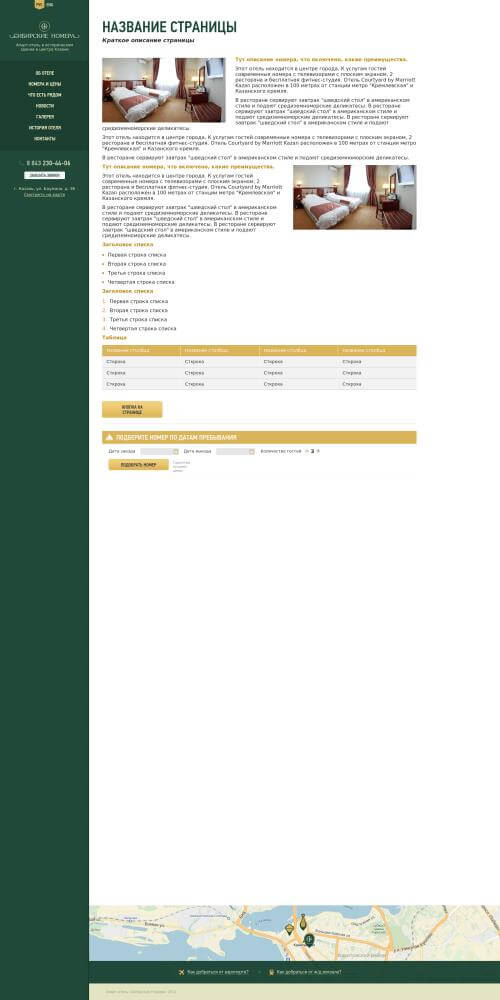 РУС ENG
СИБИРСКИЕ НОМЕРА
Апарт-отель в историческом
здании в центре Казани
ОБ ОТЕЛЕ
НОМЕРА И ЦЕНЫ
ЧТО ЕСТЬ РЯДОМ
НОВОСТИ
ГАЛЕРЕЯ
ИСТОРИЯ ОТЕЛЯ
КОНТАКТЫ
8 843 230-44-06
Заказать звонок
г. Казань, ул. Баумана, д. 36
Смотреть на карте
НАЗВАНИЕ СТРАНИЦЫ
Краткое описание страницы
Тут описание номера, что включено, какие преимущества.
Этот отель находится в центре города. К услугам гостей
современные номера с телевизорами с плоским экраном, 2
ресторана и бесплатная фитнес-студия. Отель Courtyard by Marriott
Kazan расположен в 100 метрах от станции метро "Кремлевская" и
Казанского кремля.
В ресторане сервируют завтрак "шведский стол" в американском
стиле и подают средиземноморские деликатесы. В ресторане
сервируют завтрак "шведский стол" в американском стиле и
подают средиземноморские деликатесы. В ресторане сервируют
завтрак "шведский стол" в американском стиле и подают
средиземноморские деликатесы.
Этот отель находится в центре города. К услугам гостей современные номера с телевизорами с плоским экраном, 2
ресторана и бесплатная фитнес-студия. Отель Courtyard by Marriott Kazan расположен в 100 метрах от станции метро
"Кремлевская" и Казанского кремля.
В ресторане сервируют завтрак "шведский стол" в американском стиле и подают средиземноморские деликатесы.
Тут описание номера, что включено, какие преимущества.
Этот отель находится в центре города. К услугам гостей
современные номера с телевизорами с плоским экраном, 2
ресторана и бесплатная фитнес-студия. Отель Courtyard by Marriott
Kazan расположен в 100 метрах от станции метро "Кремлевская" и
Казанского кремля.
В ресторане сервируют завтрак "шведский стол" в американском
стиле и подают средиземноморские деликатесы. В ресторане
сервируют завтрак "шведский стол" в американском стиле и
подают средиземноморские деликатесы. В ресторане сервируют
завтрак "шведский стол" в американском стиле и подают
средиземноморские деликатесы.
Заголовок списка
Первая строка списка
Вторая строка списка
Третья строка списка
Четвертая строка списка
Заголовок списка
1. Первая строка списка
2. Вторая строка списка
3. Третья строка списка
4. Четвертая строка списка
Таблица
Название столбца Название столбца Название столбца Название столбца
Строка Строка Строка Строка
Строка Строка Строка Строка
Строка Строка Строка Строка
КНОПКА НА
СТРАНИЦЕ
ПОДБЕРИТЕ НОМЕР ПО ДАТАМ ПРЕБЫВАНИЯ
Дата заезда Дата выезда Количество гостей
ПОДОБРАТЬ НОМЕР
Как добраться от аэропорта? Как добраться от ж/д вокзала?